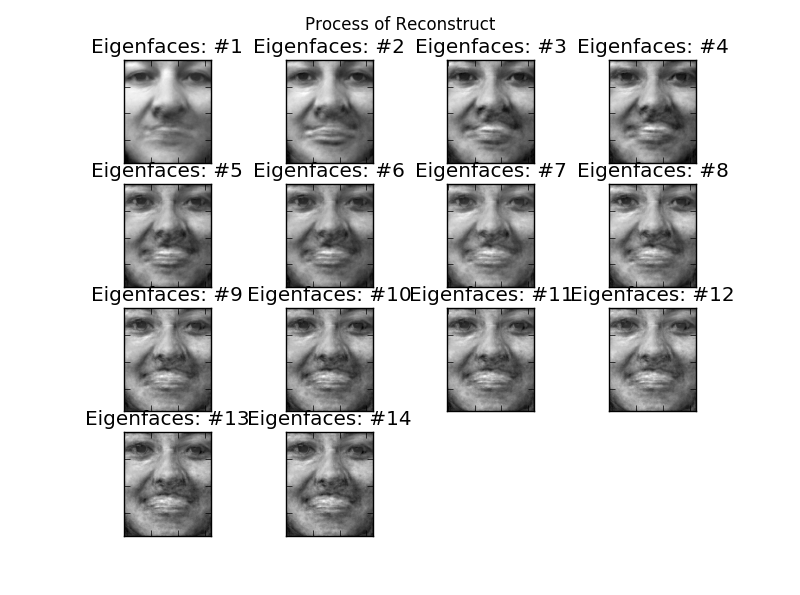 Process of Reconstruct
Eigenfaces: #1 Eigenfaces: #2 Eigenfaces: #3 Eigenfaces: #4
Eigenfaces: #5 Eigenfaces: #6 Eigenfaces: #7 Eigenfaces: #8
Eigenfaces: #9 Eigenfaces: #10 Eigenfaces: #11 Eigenfaces: #12
Eigenfaces: #13 Eigenfaces: #14